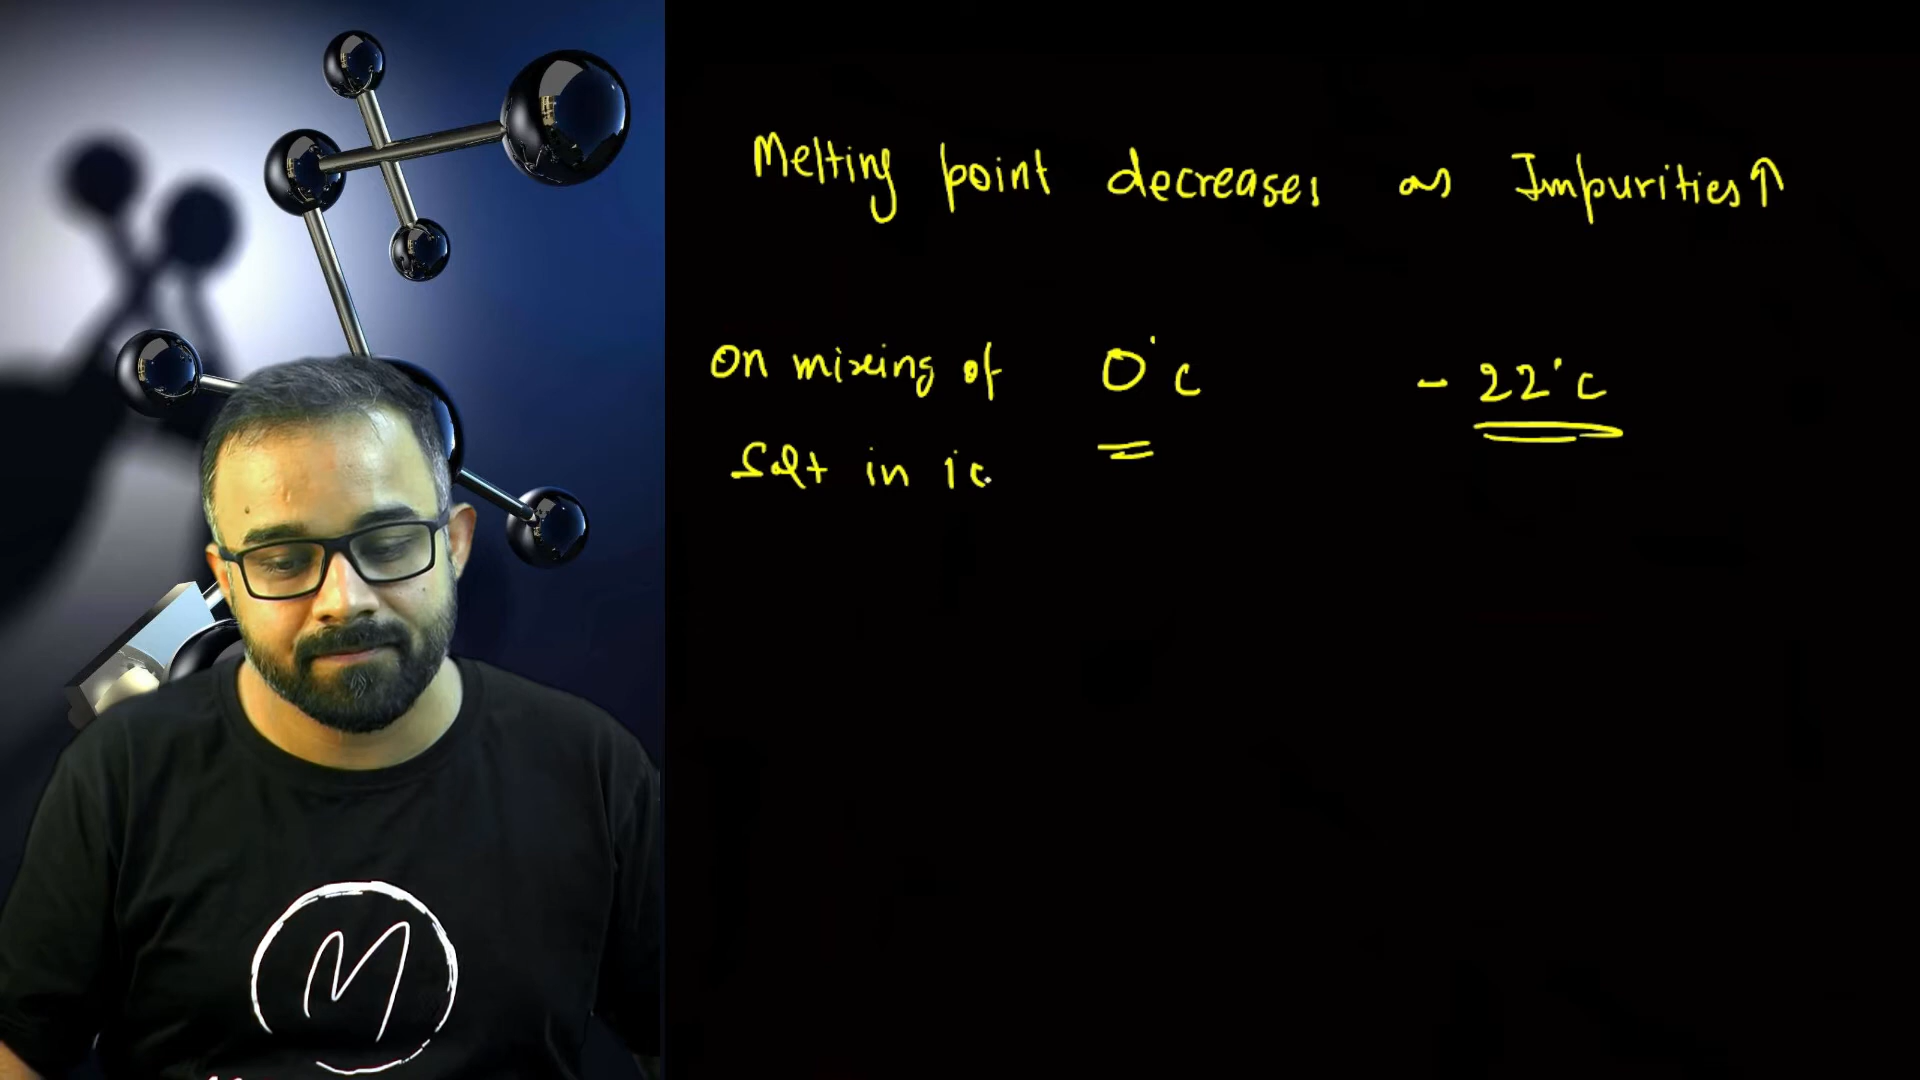 Melting point decreases as Impurities↑
On mixing of 0°C - 22°C
Salt in ic
M